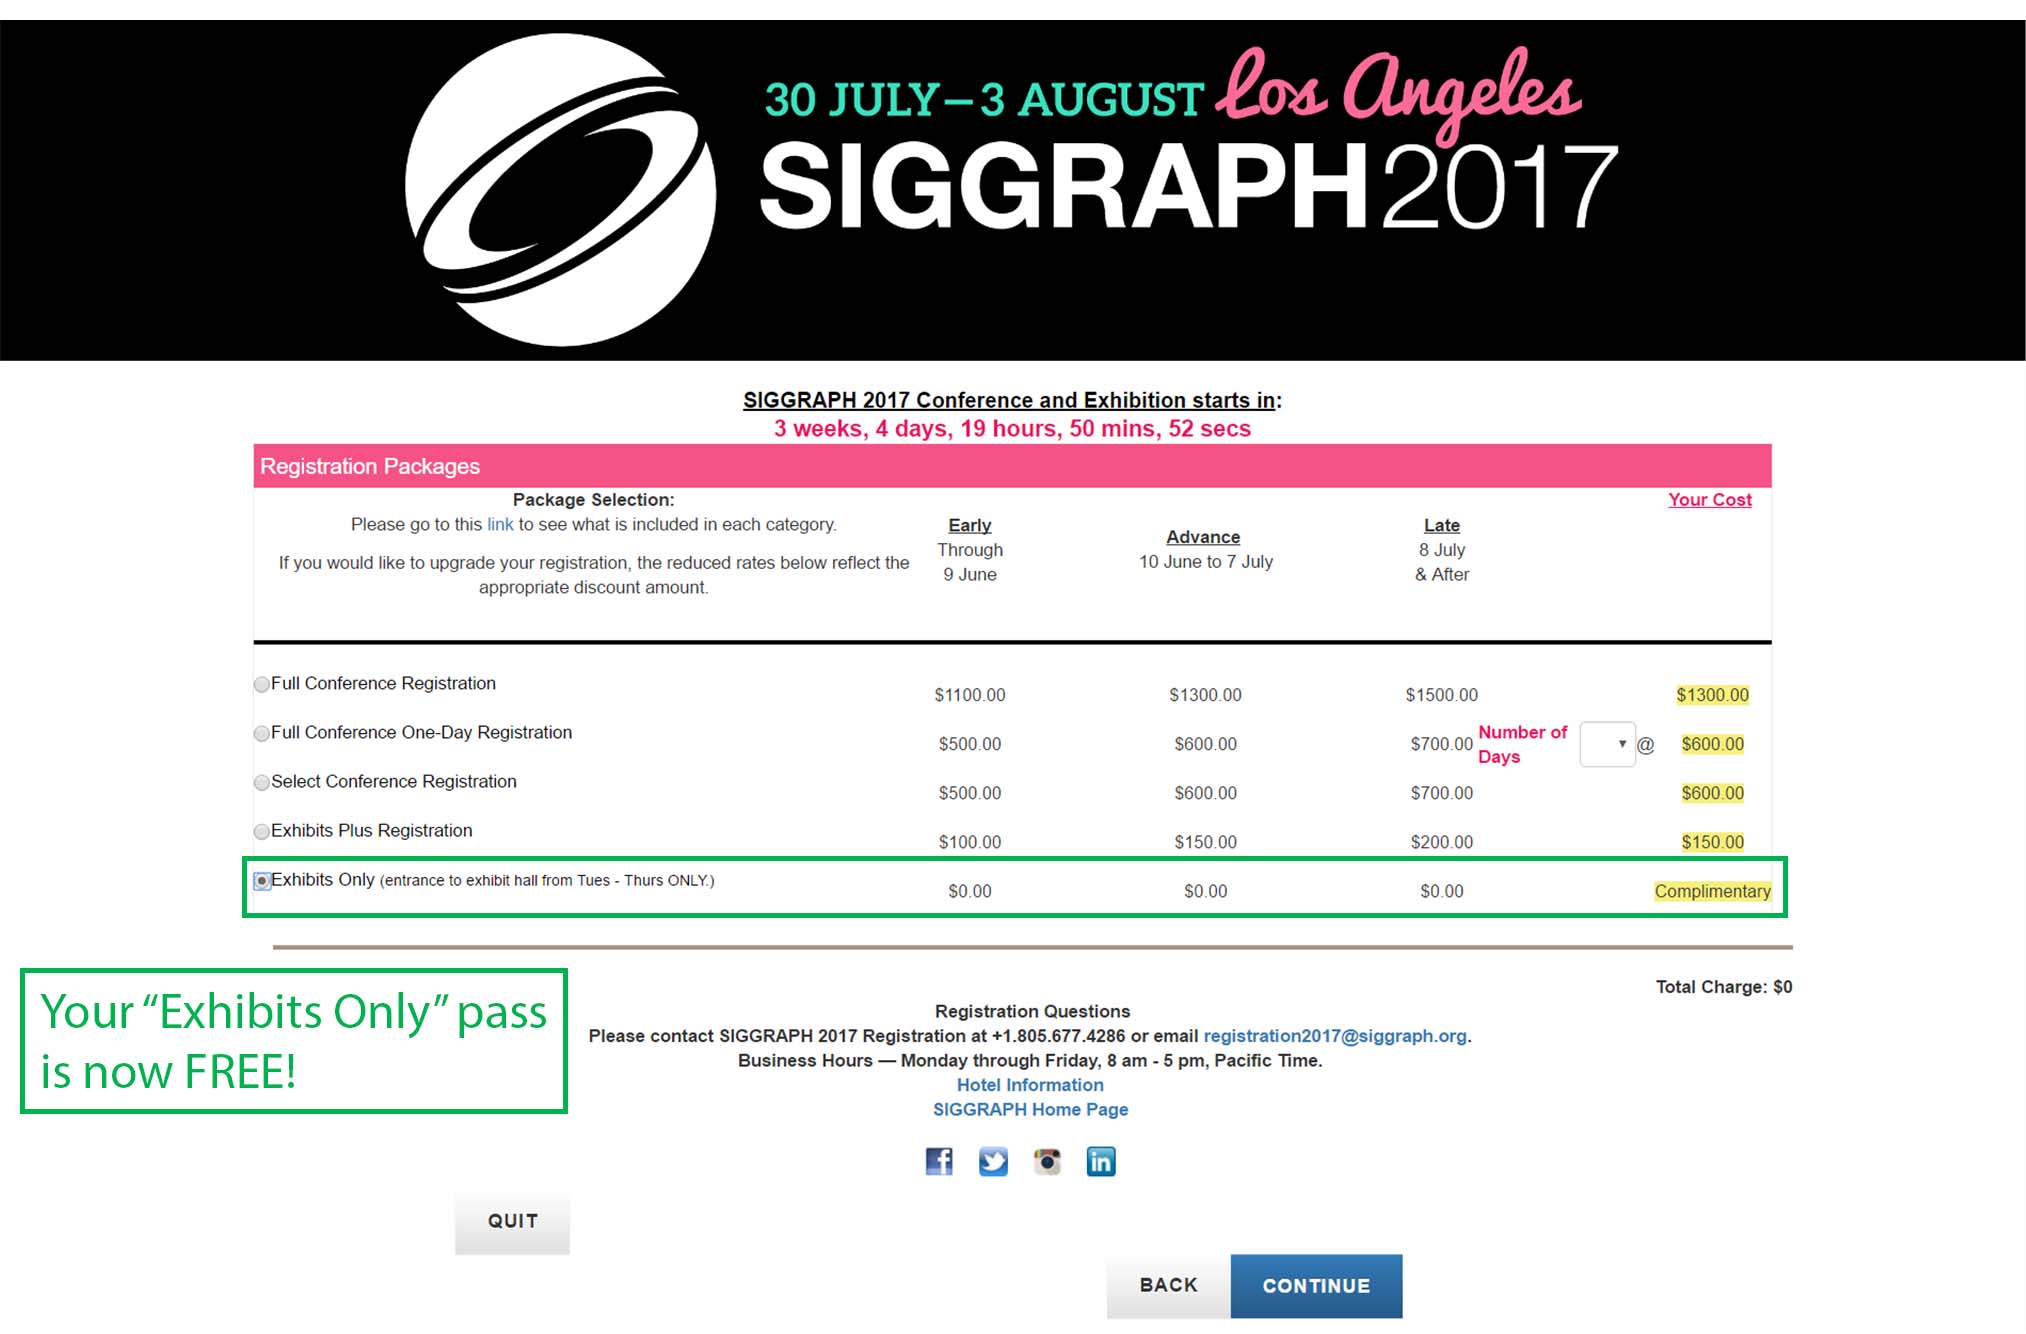 30 JULY–3 AUGUST Los Angeles
SIGGRAPH2017
SIGGRAPH 2017 Conference and Exhibition starts in:
3 weeks, 4 days, 19 hours, 50 mins, 52 secs
Registration Packages
Package Selection:
Please go to this link to see what is included in each category.
If you would like to upgrade your registration, the reduced rates below reflect the
appropriate discount amount.
Early
Through
9 June
Advance
10 June to 7 July
Late
8 July
& After
Your Cost
Full Conference Registration $1100.00 $1300.00 $1500.00 $1300.00
Full Conference One-Day Registration $500.00 $600.00 $700.00 Number of Days @ $600.00
Select Conference Registration $500.00 $600.00 $700.00 $600.00
Exhibits Plus Registration $100.00 $150.00 $200.00 $150.00
Exhibits Only (entrance to exhibit hall from Tues - Thurs ONLY.) $0.00 $0.00 $0.00 Complimentary
Total Charge: $0
Your “Exhibits Only” pass
is now FREE!
Registration Questions
Please contact SIGGRAPH 2017 Registration at +1.805.677.4286 or email registration2017@siggraph.org.
Business Hours — Monday through Friday, 8 am - 5 pm, Pacific Time.
Hotel Information
SIGGRAPH Home Page
f
in
QUIT
BACK
CONTINUE